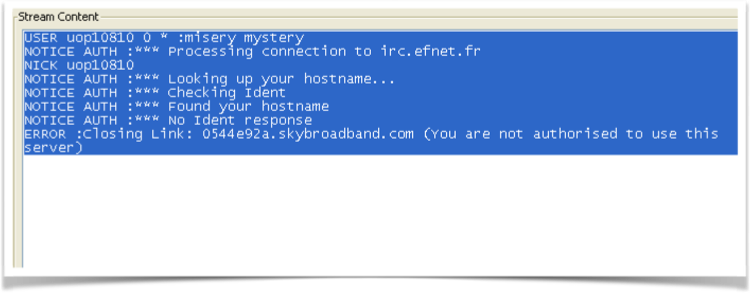 Stream Content
USER uop10810 0 * :misery mystery
NOTICE AUTH :*** Processing connection to irc.efnet.fr
NICK uop10810
NOTICE AUTH :*** Looking up your hostname...
NOTICE AUTH :*** Checking Ident
NOTICE AUTH :*** Found your hostname
NOTICE AUTH :*** No Ident response
ERROR :Closing Link: 0544e92a.skybroadband.com (You are not authorised to use this
server)